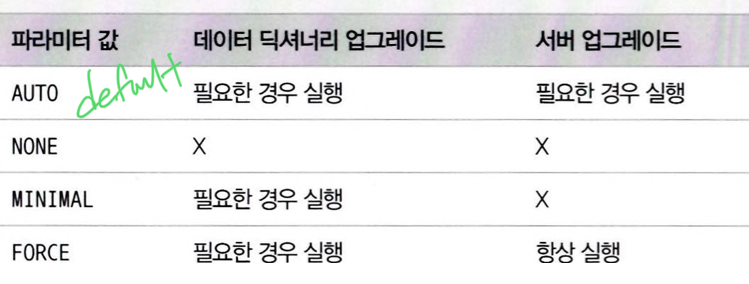 파라미터 값 데이터 딕셔너리 업그레이드 서버 업그레이드
AUTO default 필요한 경우 실행 필요한 경우 실행
NONE X X
MINIMAL 필요한 경우 실행 X
FORCE 필요한 경우 실행 항상 실행